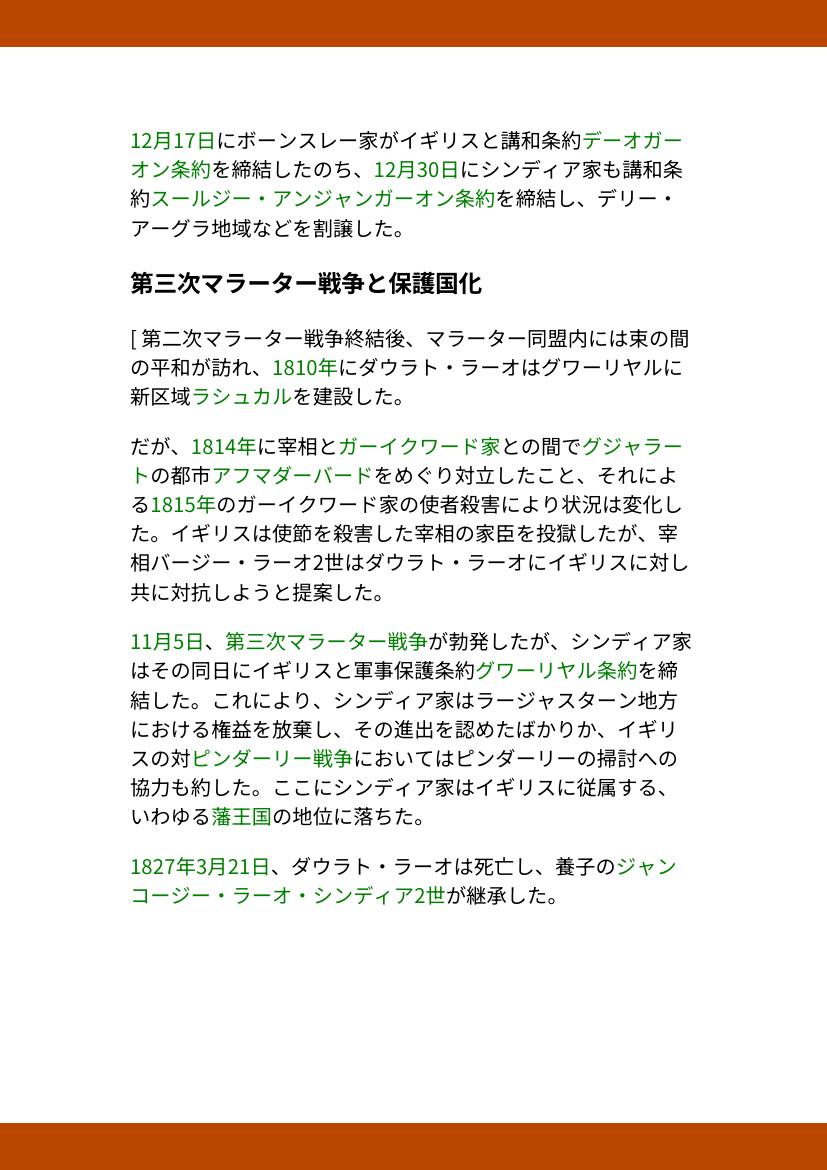 12月17日にボーンスレー家がイギリスと講和条約デーオガー
オン条約を締結したのち、12月30日にシンディア家も講和条
約スールジー・アンジャンガーオン条約を締結し、デリー・
アーグラ地域などを割譲した。
第三次マラーター戦争と保護国化
[ 第二次マラーター戦争終結後、マラーター同盟内には束の間
の平和が訪れ、1810年にダウラト・ラーオはグワーリヤルに
新区域ラシュカルを建設した。
だが、1814年に宰相とガーイクワード家との間でグジャラー
トの都市アフマダーバードをめぐり対立したこと、それによ
る1815年のガーイクワード家の使者殺害により状況は変化し
た。イギリスは使節を殺害した宰相の家臣を投獄したが、宰
相バージー・ラーオ2世はダウラト・ラーオにイギリスに対し
共に対抗しようと提案した。
11月5日、第三次マラーター戦争が勃発したが、シンディア家
はその同日にイギリスと軍事保護条約グワーリヤル条約を締
結した。これにより、シンディア家はラージャスターン地方
における権益を放棄し、その進出を認めたばかりか、イギリ
スの対ピンダーリー戦争においてはピンダーリーの掃討への
協力も約した。ここにシンディア家はイギリスに従属する、
いわゆる藩王国の地位に落ちた。
1827年3月21日、ダウラト・ラーオは死亡し、養子のジャン
コージー・ラーオ・シンディア2世が継承した。